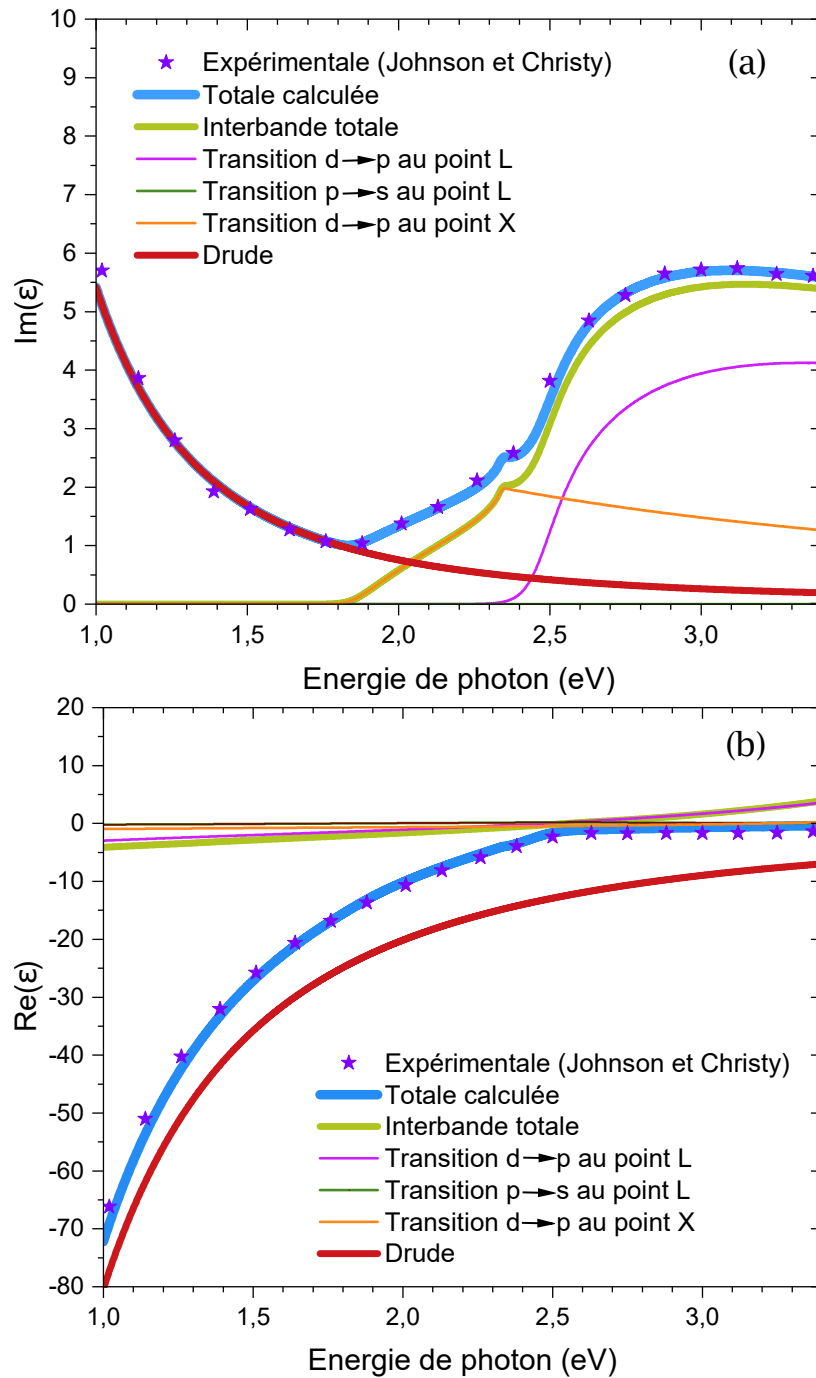 10
9
8
7
6
5
4
3
2
1
0
Im(ε)
(a)
Expérimentale (Johnson et Christy)
Totale calculée
Interbande totale
Transition d→p au point L
Transition p→s au point L
Transition d→p au point X
Drude
1,0 1,5 2,0 2,5 3,0
Energie de photon (eV)
20
10
0
-10
-20
-30
-40
-50
-60
-70
-80
Re(ε)
(b)
Expérimentale (Johnson et Christy)
Totale calculée
Interbande totale
Transition d→p au point L
Transition p→s au point L
Transition d→p au point X
Drude
1,0 1,5 2,0 2,5 3,0
Energie de photon (eV)